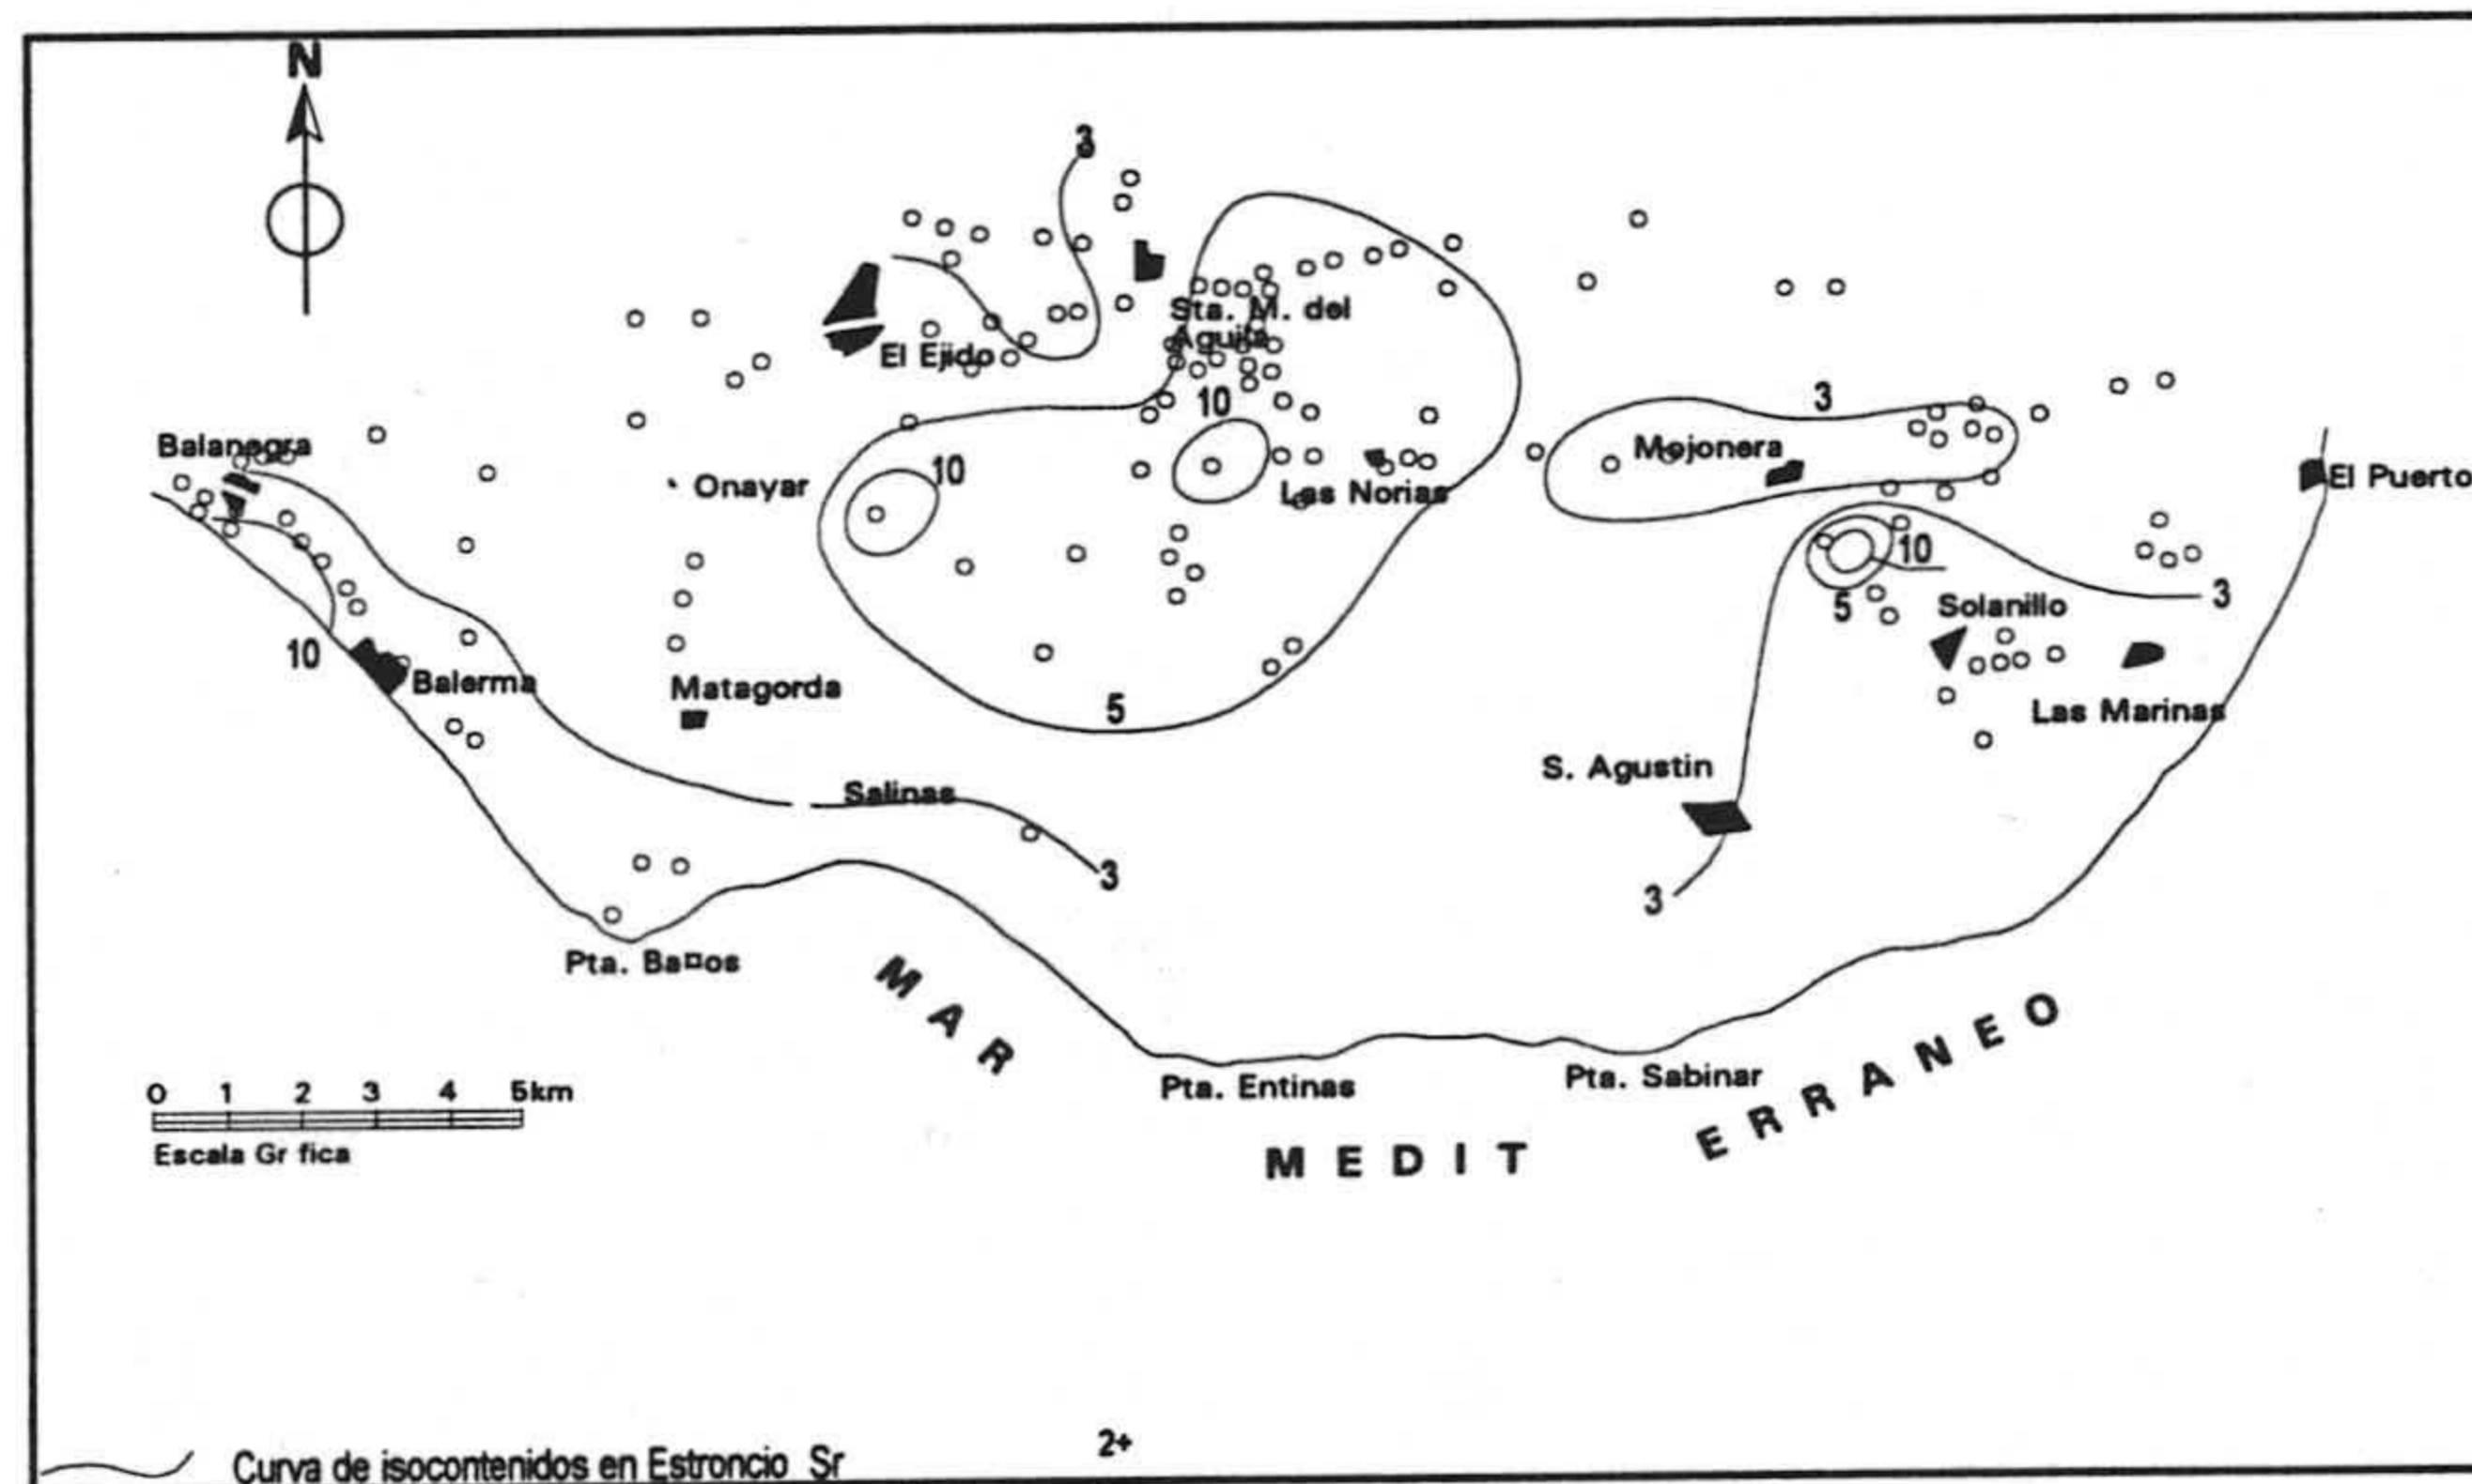 N
3
Sta. M. del
Aguila
El Ejido
10
3
Balanegra
Mojonera
10
Onayar
El Puerto
Las Norias
10
5
Solanillo
3
10
Balerma
Matagorda
5
Las Marinas
S. Agustin
Salinas
3
3
Pta. Ba¤os
MAR
MEDIT ERRANEO
Pta. Entinas
Pta. Sabinar
0 1 2 3 4 5km
Escala Gr fica
2+
Curva de isocontenidos en Estroncio Sr